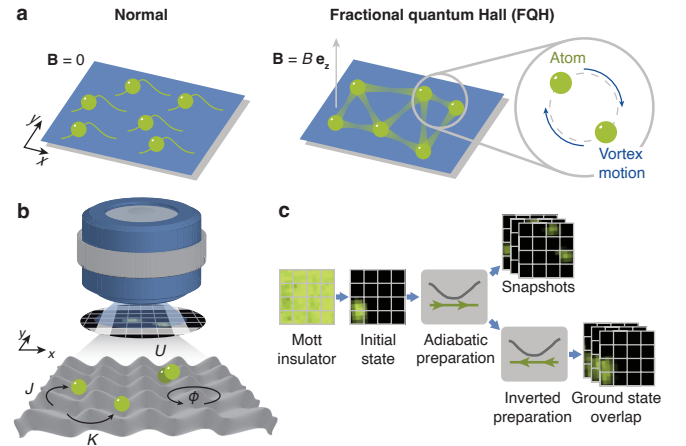 a
Normal
Fractional quantum Hall (FQH)
B = 0
B = B e_z
Atom
Vortex
motion
y
x
b
y
x
U
J
K
ϕ
c
Mott
insulator
Initial
state
Adiabatic
preparation
Snapshots
Inverted
preparation
Ground state
overlap